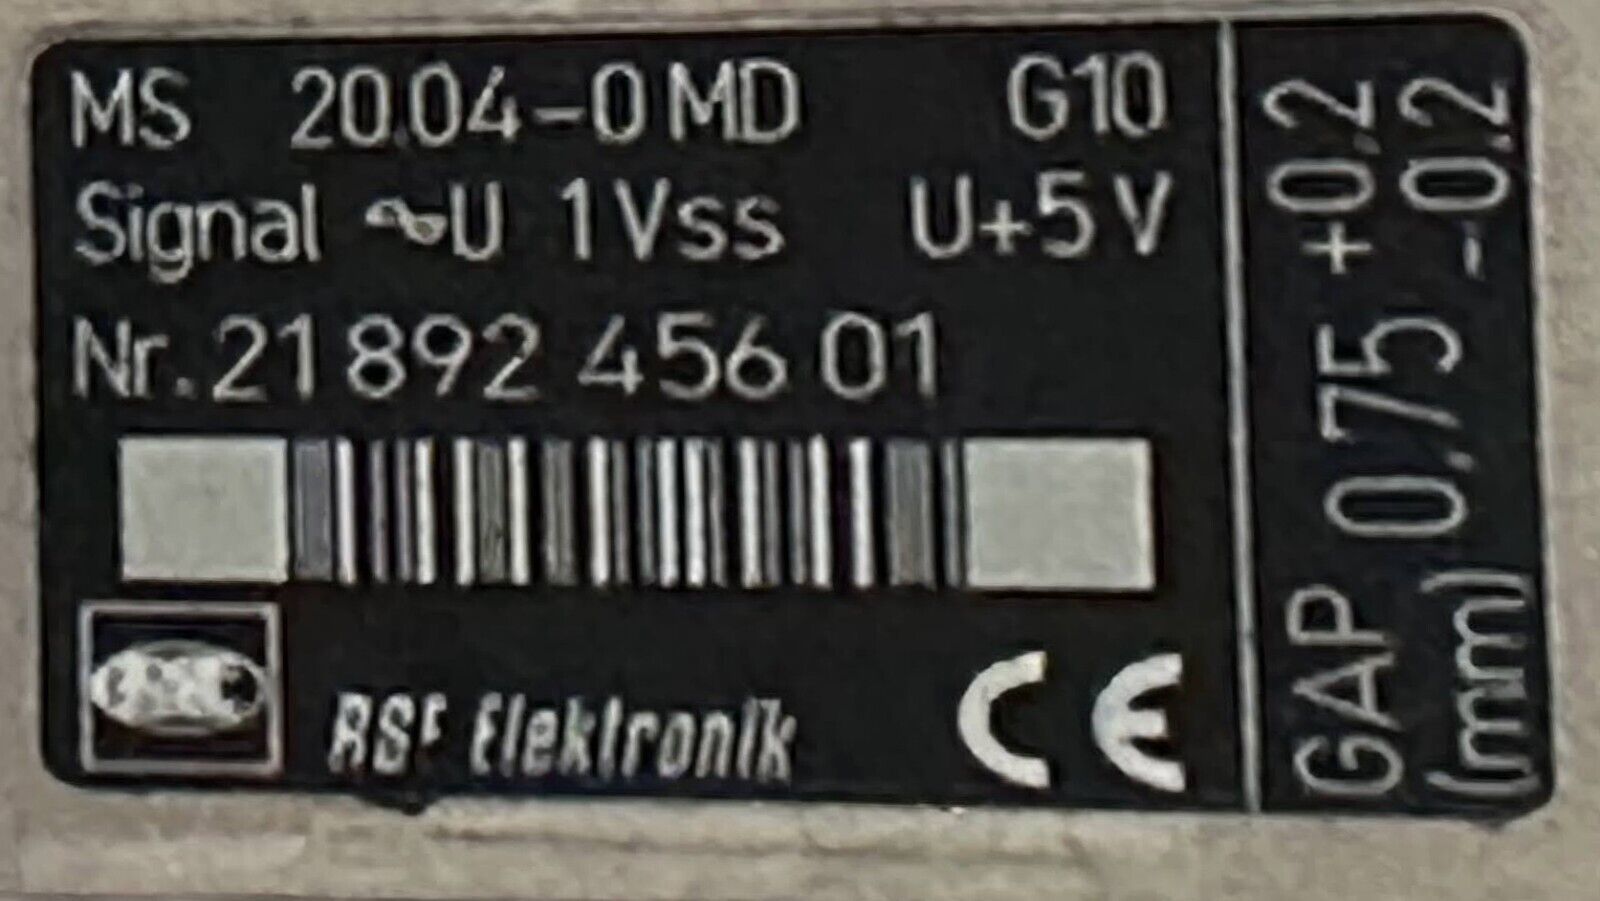 MS 20.04-0 MD G10
Signal ~U 1Vss U+5V
Nr. 21 892 456 01
RSF Elektronik CE
GAP 0,75 +0,2 -0,2
(mm)